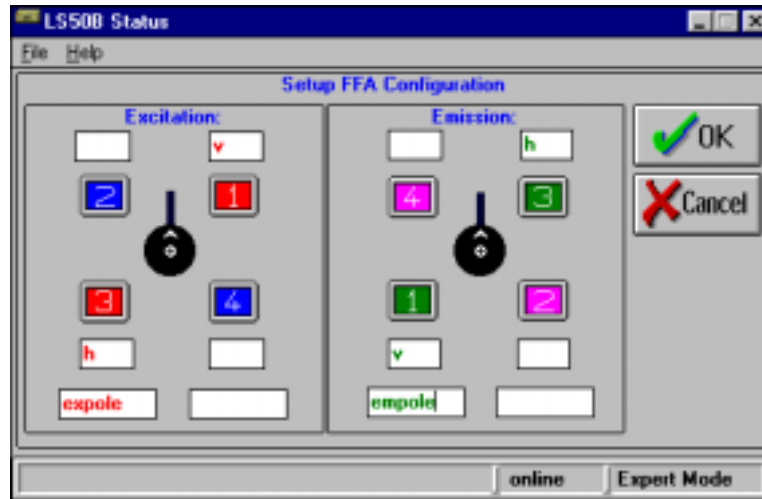 LS50B Status
File Help
Setup FFA Configuration
Excitation:
Emission:
v
h
OK
2
1
4
3
Cancel
3
4
1
2
h
v
expole
empole
online
Expert Mode